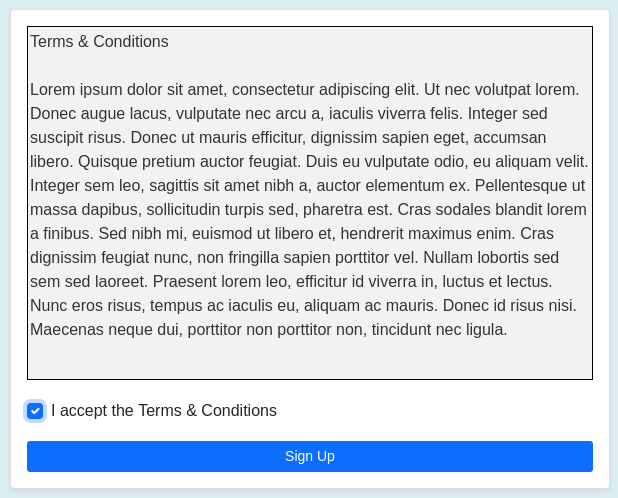 Terms & Conditions
Lorem ipsum dolor sit amet, consectetur adipiscing elit. Ut nec volutpat lorem.
Donec augue lacus, vulputate nec arcu a, iaculis viverra felis. Integer sed
suscipit risus. Donec ut mauris efficitur, dignissim sapien eget, accumsan
libero. Quisque pretium auctor feugiat. Duis eu vulputate odio, eu aliquam velit.
Integer sem leo, sagittis sit amet nibh a, auctor elementum ex. Pellentesque ut
massa dapibus, sollicitudin turpis sed, pharetra est. Cras sodales blandit lorem
a finibus. Sed nibh mi, euismod ut libero et, hendrerit maximus enim. Cras
dignissim feugiat nunc, non fringilla sapien porttitor vel. Nullam lobortis sed
sem sed laoreet. Praesent lorem leo, efficitur id viverra in, luctus et lectus.
Nunc eros risus, tempus ac iaculis eu, aliquam ac mauris. Donec id risus nisi.
Maecenas neque dui, porttitor non porttitor non, tincidunt nec ligula.
I accept the Terms & Conditions
Sign Up